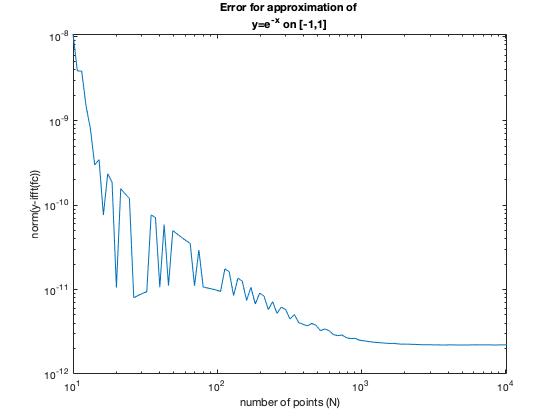 Error for approximation of
y=e^-x on [-1,1]
10^-8
10^-9
10^-10
10^-11
10^-12
norm(y-ifft(fc))
10^1
10^2
10^3
10^4
number of points (N)